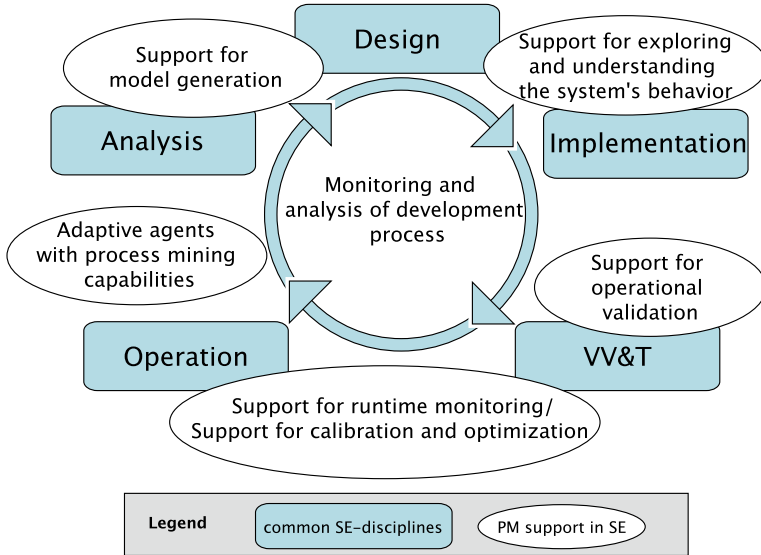 Design
Support for
model generation
Support for exploring
and understanding
the system's behavior
Analysis
Implementation
Monitoring and
analysis of development
process
Adaptive agents
with process mining
capabilities
Support for
operational
validation
Operation
VV&T
Support for runtime monitoring/
Support for calibration and optimization
Legend
common SE-disciplines
PM support in SE